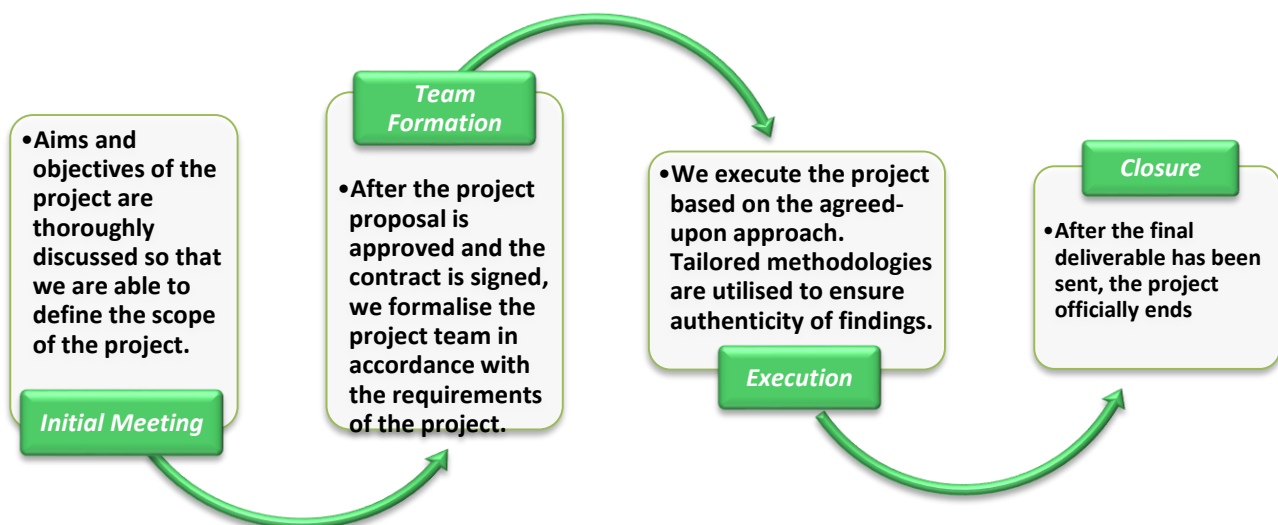 •Aims and
objectives of the
project are
thoroughly
discussed so that
we are able to
define the scope
of the project.
Initial Meeting
Team
Formation
•After the project
proposal is
approved and the
contract is signed,
we formalise the
project team in
accordance with
the requirements
of the project.
•We execute the project
based on the agreed-
upon approach.
Tailored methodologies
are utilised to ensure
authenticity of findings.
Execution
Closure
•After the final
deliverable has been
sent, the project
officially ends